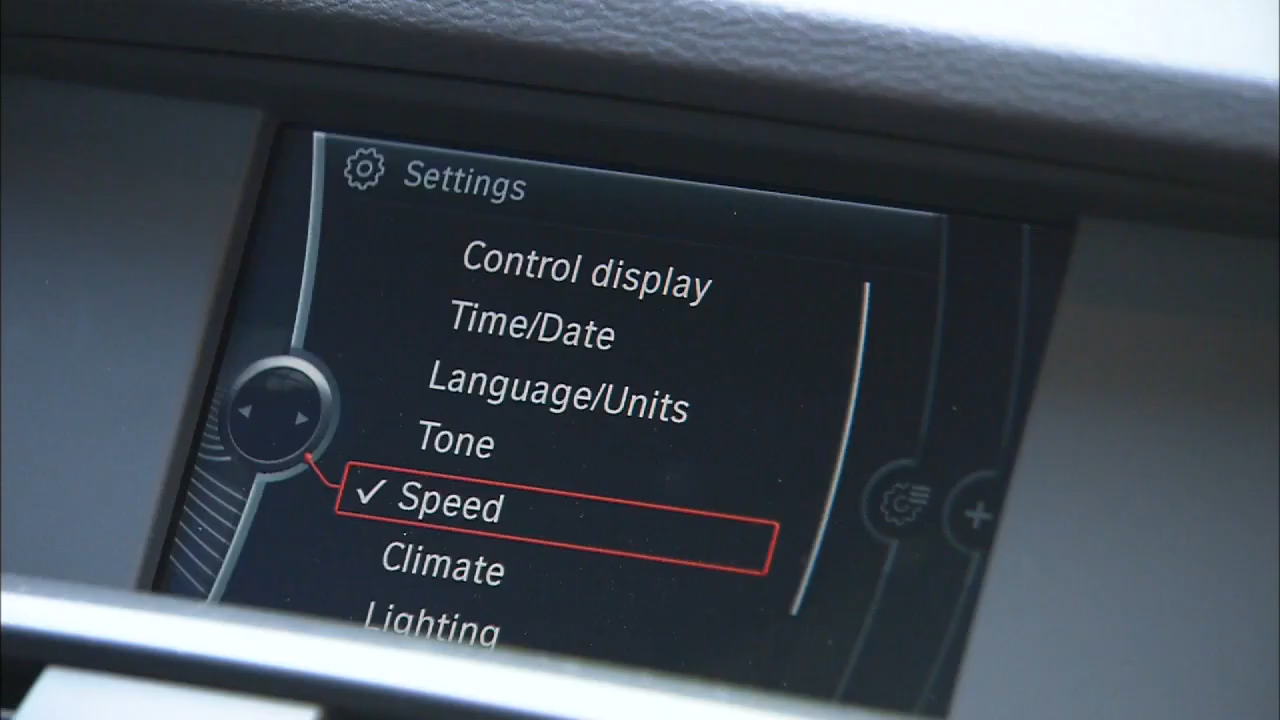 Settings
Control display
Time/Date
Language/Units
Tone
✓ Speed
Climate
Lighting